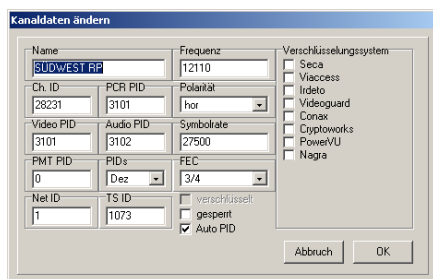 Kanaldaten ändern
Name
SÜDWEST RP
Frequenz
12110
Verschlüsselungssystem
Seca
Viaccess
Irdeto
Videoguard
Conax
Cryptoworks
PowerVU
Nagra
Ch. ID
28231
PCR PID
3101
Polarität
hor
Video PID
3101
Audio PID
3102
Symbolrate
27500
PMT PID
0
PIDs
Dez
FEC
3/4
Net ID
1
TS ID
1073
verschlüsselt
gesperrt
Auto PID
Abbruch
OK